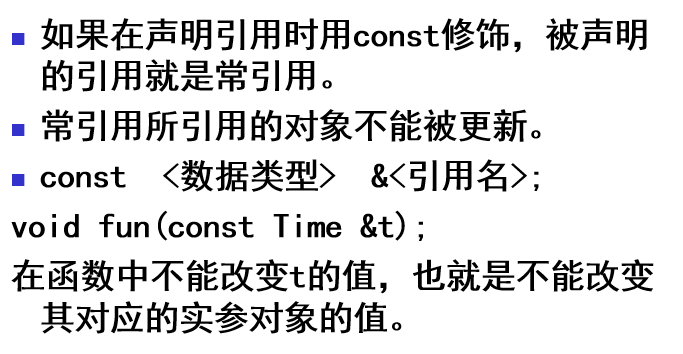 如果在声明引用时用const修饰，被声明
的引用就是常引用。
常引用所引用的对象不能被更新。
const <数据类型> &<引用名>;
void fun(const Time &t);
在函数中不能改变t的值，也就是不能改变
其对应的实参对象的值。